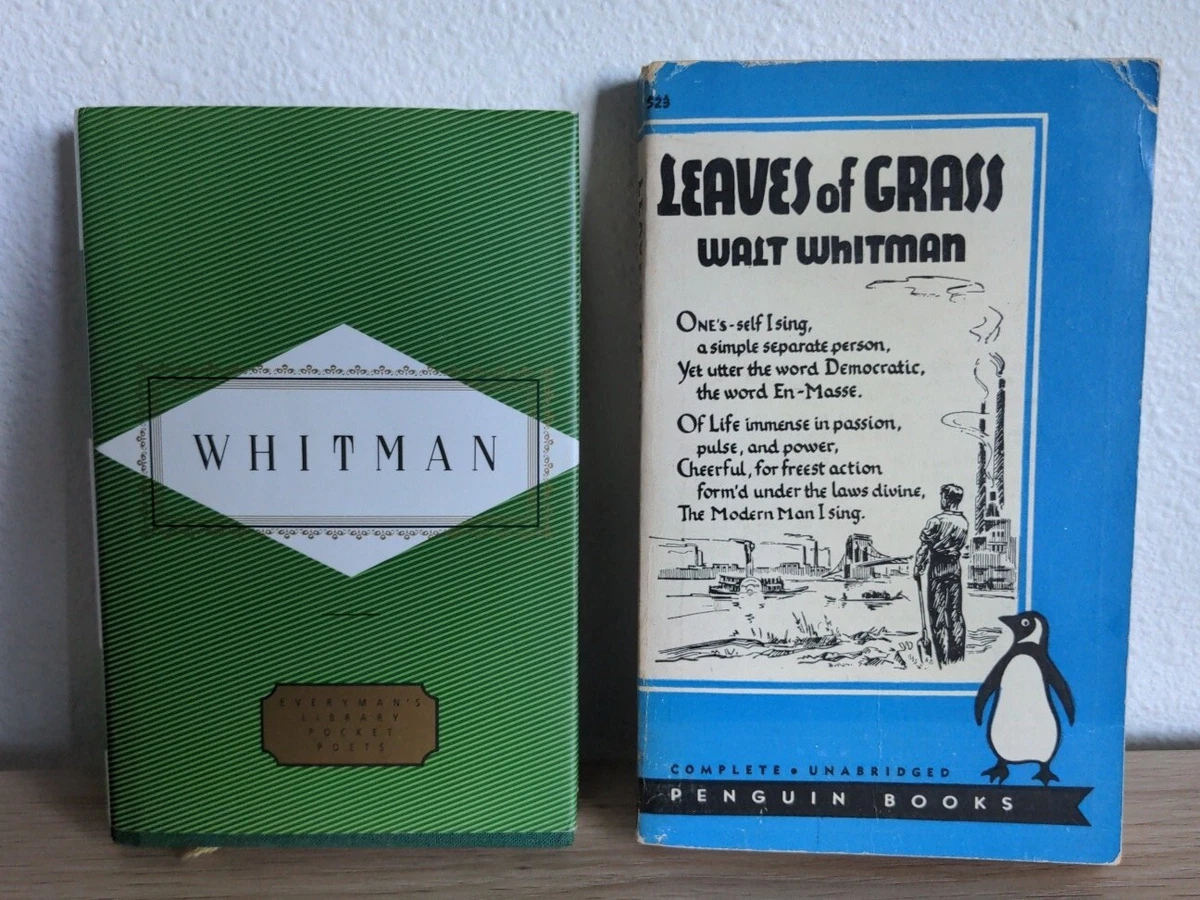 WHITMAN
EVERYMAN'S
LIBRARY
POCKET
POETS
523
LEAVES of GRASS
WALT WHITMAN
ONE'S-self I sing,
a simple separate person,
Yet utter the word Democratic,
the word En-Masse.
Of Life immense in passion,
pulse, and power,
Cheerful, for freest action
form'd under the laws divine,
The Modern Man I sing.
COMPLETE • UNABRIDGED
PENGUIN BOOKS